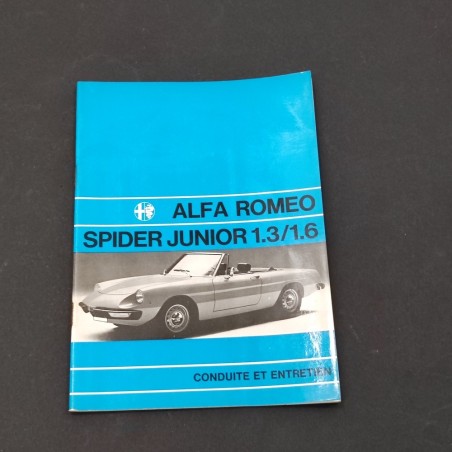 ALFA ROMEO
SPIDER JUNIOR 1.3/1.6
CONDUITE ET ENTRETIEN